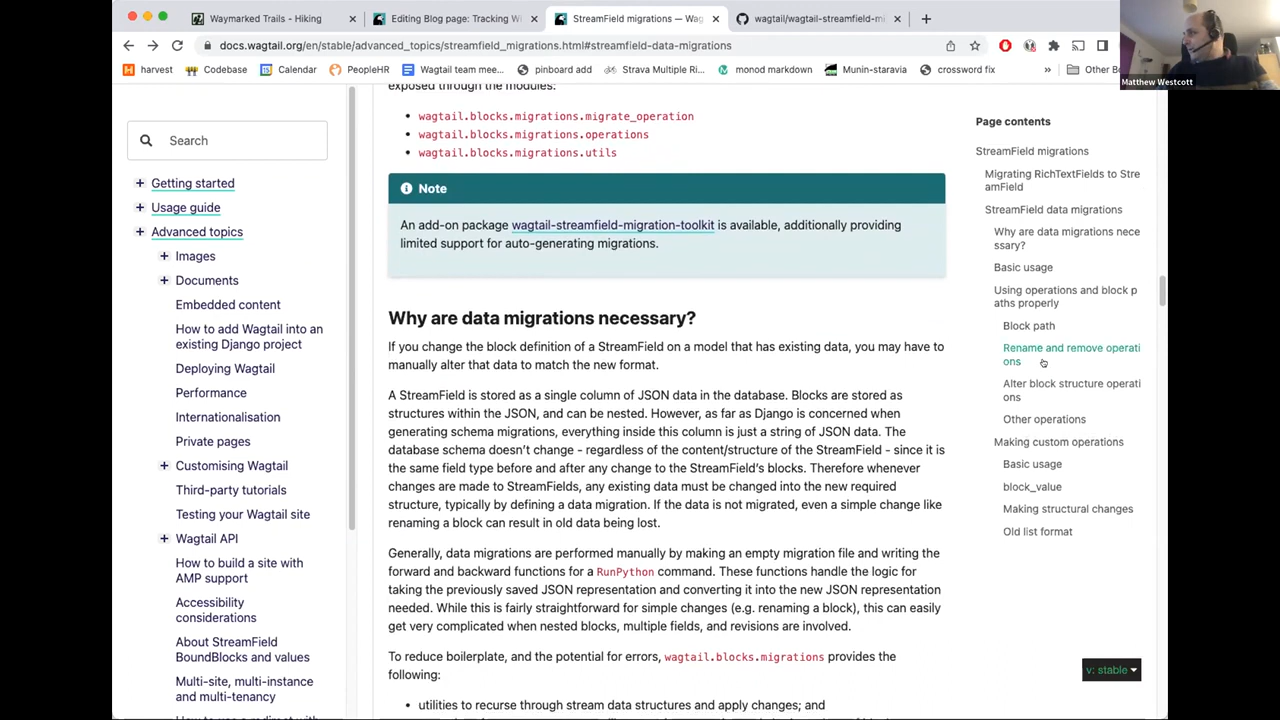 Waymarked Trails - Hiking
Editing Blog page: Tracking Wi
StreamField migrations — Wag
wagtail/wagtail-streamfield-mi
docs.wagtail.org/en/stable/advanced_topics/streamfield_migrations.html#streamfield-data-migrations
harvest
Codebase
Calendar
PeopleHR
Wagtail team mee...
pinboard add
Strava Multiple Ri...
monod markdown
Munin-staravia
crossword fix
»
Other Bo
Matthew Westcott
Search
+ Getting started
+ Usage guide
+ Advanced topics
+ Images
+ Documents
Embedded content
How to add Wagtail into an
existing Django project
Deploying Wagtail
Performance
Internationalisation
Private pages
+ Customising Wagtail
Third-party tutorials
Testing your Wagtail site
+ Wagtail API
How to build a site with
AMP support
Accessibility
considerations
About StreamField
BoundBlocks and values
Multi-site, multi-instance
and multi-tenancy
How to use a redirect with
exposed through the modules:
• wagtail.blocks.migrations.migrate_operation
• wagtail.blocks.migrations.operations
• wagtail.blocks.migrations.utils
Note
An add-on package wagtail-streamfield-migration-toolkit is available, additionally providing
limited support for auto-generating migrations.
Why are data migrations necessary?
If you change the block definition of a StreamField on a model that has existing data, you may have to
manually alter that data to match the new format.
A StreamField is stored as a single column of JSON data in the database. Blocks are stored as
structures within the JSON, and can be nested. However, as far as Django is concerned when
generating schema migrations, everything inside this column is just a string of JSON data. The
database schema doesn't change - regardless of the content/structure of the StreamField - since it is
the same field type before and after any change to the StreamField's blocks. Therefore whenever
changes are made to StreamFields, any existing data must be changed into the new required
structure, typically by defining a data migration. If the data is not migrated, even a simple change like
renaming a block can result in old data being lost.
Generally, data migrations are performed manually by making an empty migration file and writing the
forward and backward functions for a RunPython command. These functions handle the logic for
taking the previously saved JSON representation and converting it into the new JSON representation
needed. While this is fairly straightforward for simple changes (e.g. renaming a block), this can easily
get very complicated when nested blocks, multiple fields, and revisions are involved.
To reduce boilerplate, and the potential for errors, wagtail.blocks.migrations provides the
following:
• utilities to recurse through stream data structures and apply changes; and
Page contents
StreamField migrations
Migrating RichTextFields to Stre
amField
StreamField data migrations
Why are data migrations nece
ssary?
Basic usage
Using operations and block p
aths properly
Block path
Rename and remove operati
ons
Alter block structure operati
ons
Other operations
Making custom operations
Basic usage
block_value
Making structural changes
Old list format
v: stable